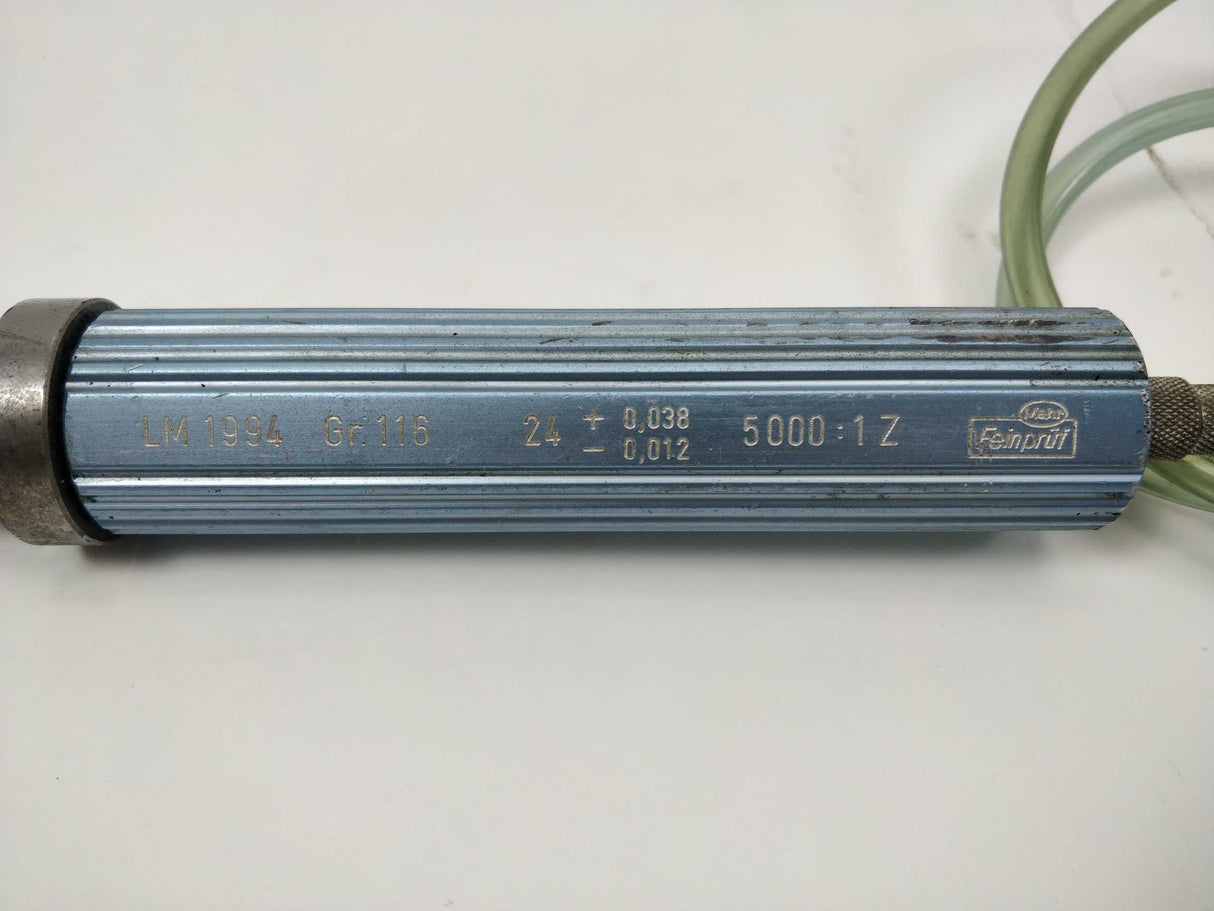 LM 1994 Gr. 116 24 + 0,038 5000:1 Z
− 0,012
Mahr
Feinprüf